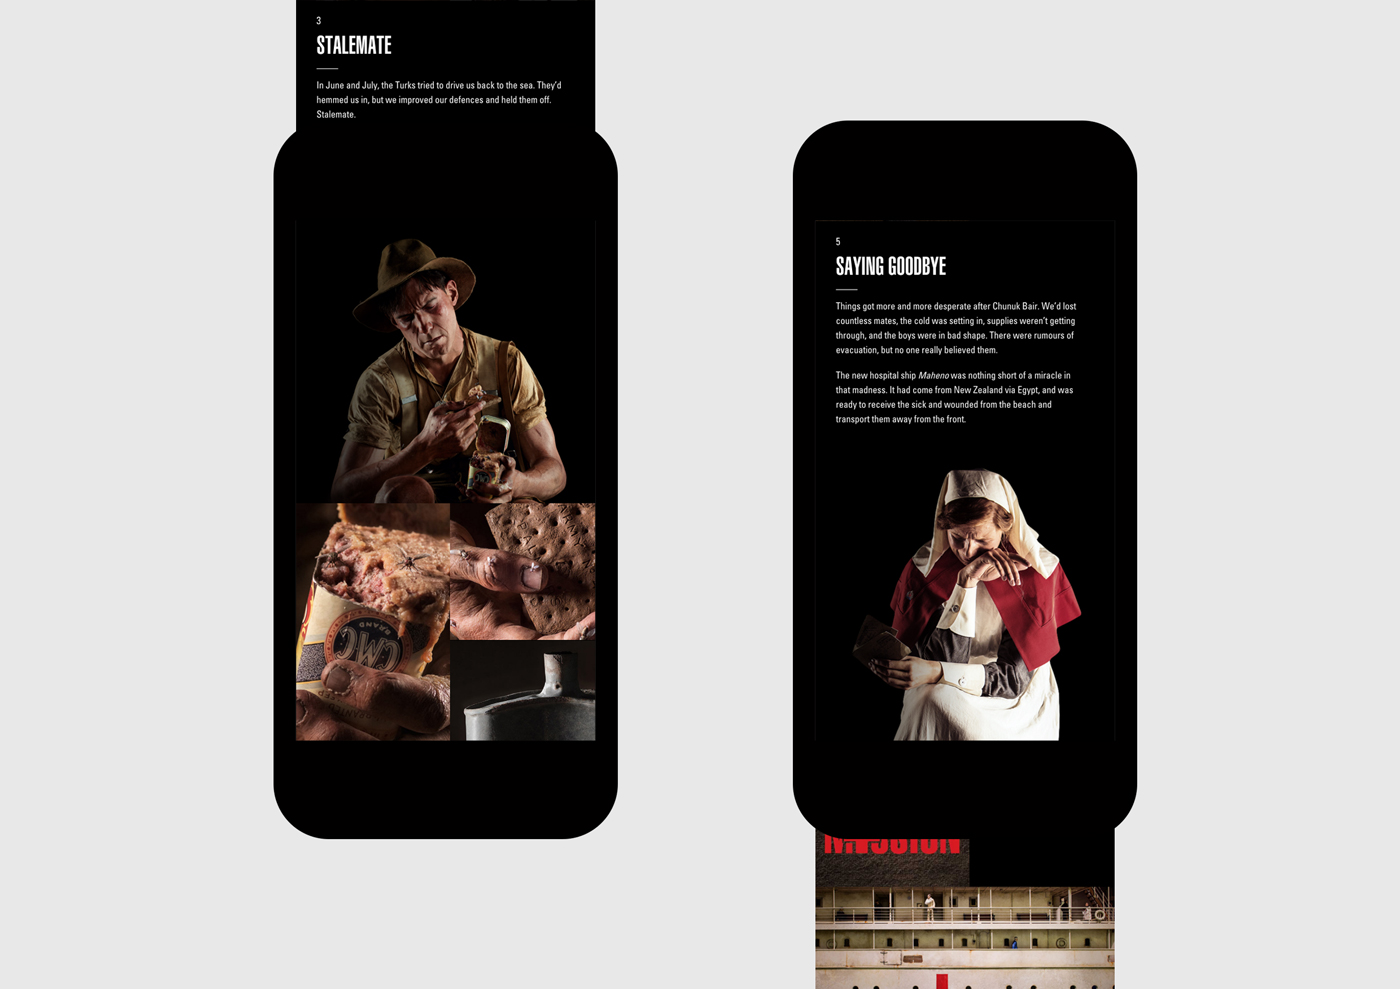 3
STALEMATE
In June and July, the Turks tried to drive us back to the sea. They'd
hemmed us in, but we improved our defences and held them off.
Stalemate.
CMC
BRAND
5
SAYING GOODBYE
Things got more and more desperate after Chunuk Bair. We'd lost
countless mates, the cold was setting in, supplies weren't getting
through, and the boys were in bad shape. There were rumours of
evacuation, but no one really believed them.
The new hospital ship Maheno was nothing short of a miracle in
that madness. It had come from New Zealand via Egypt, and was
ready to receive the sick and wounded from the beach and
transport them away from the front.